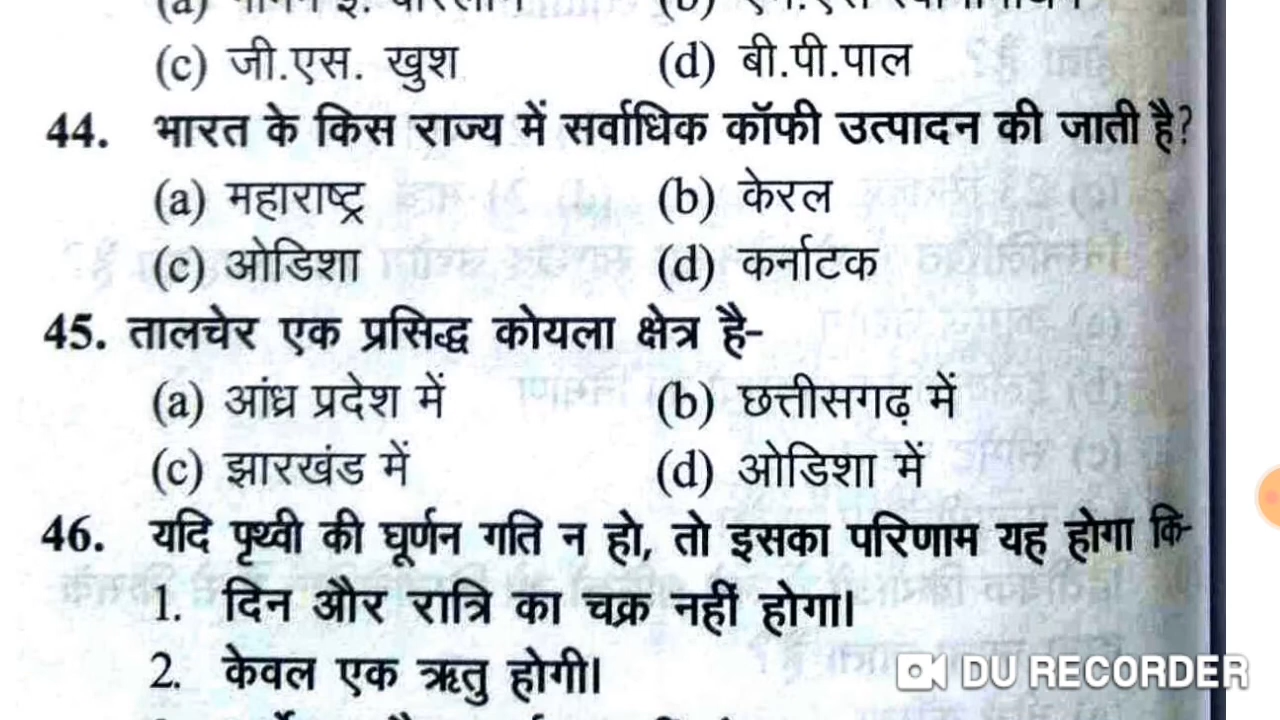 (c) जी.एस. खुश (d) बी.पी.पाल
44. भारत के किस राज्य में सर्वाधिक कॉफी उत्पादन की जाती है?
(a) महाराष्ट्र (b) केरल
(c) ओडिशा (d) कर्नाटक
45. तालचेर एक प्रसिद्ध कोयला क्षेत्र है-
(a) आंध्र प्रदेश में (b) छत्तीसगढ़ में
(c) झारखंड में (d) ओडिशा में
46. यदि पृथ्वी की घूर्णन गति न हो, तो इसका परिणाम यह होगा कि-
1. दिन और रात्रि का चक्र नहीं होगा।
2. केवल एक ऋतु होगी।
DU RECORDER